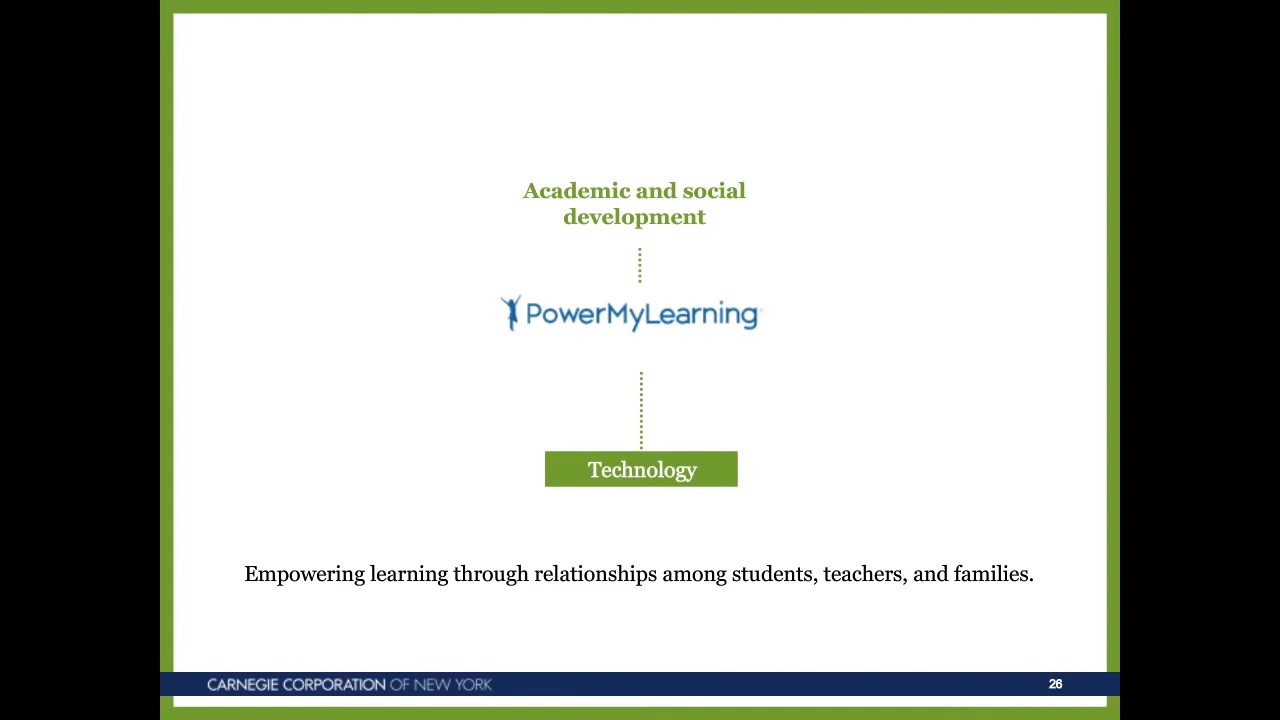 Academic and social
development
PowerMyLearning
Technology
Empowering learning through relationships among students, teachers, and families.
CARNEGIE CORPORATION OF NEW YORK 26